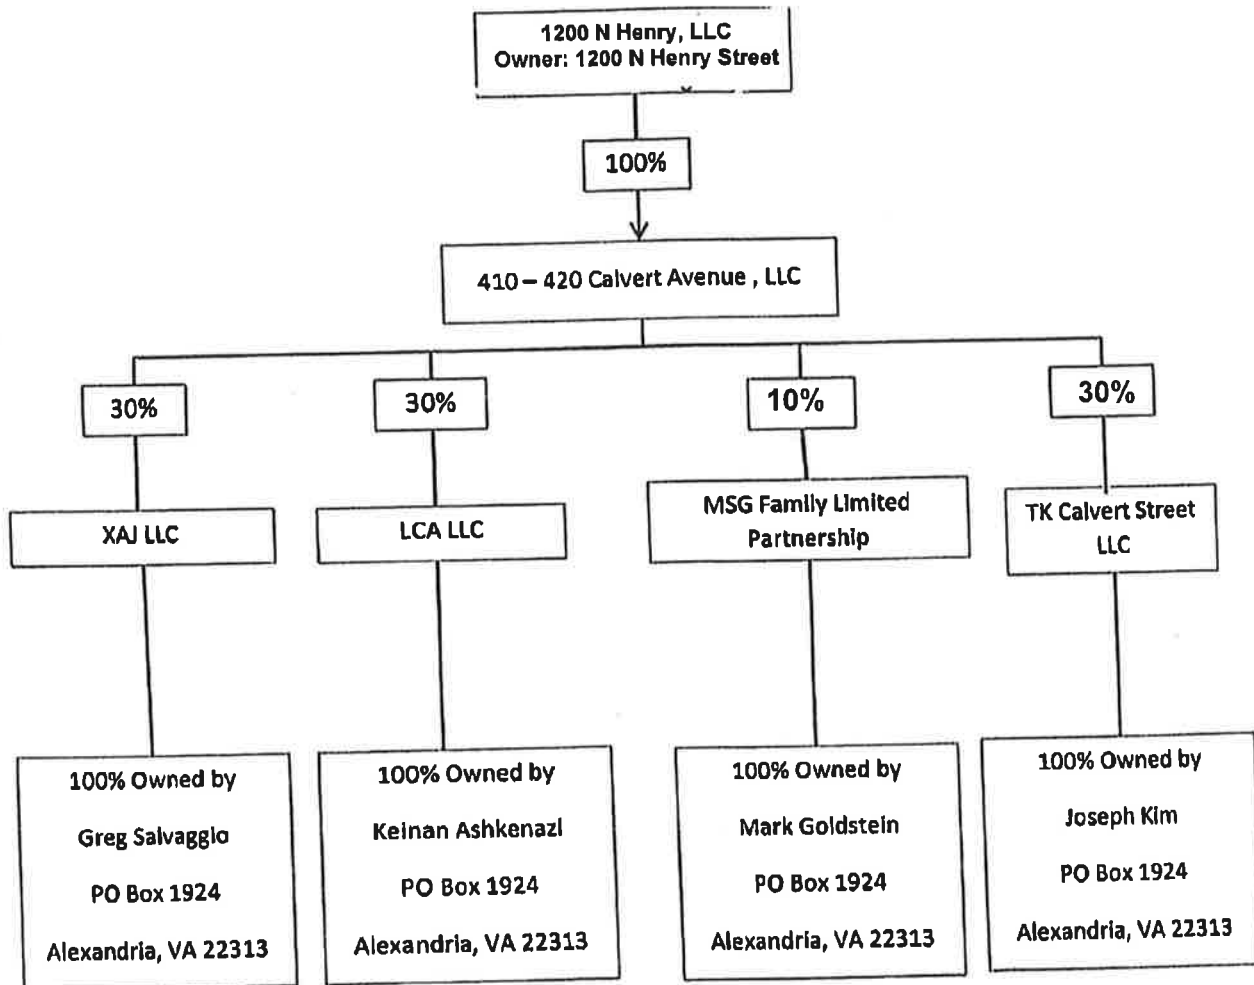 1200 N Henry, LLC
Owner: 1200 N Henry Street
100%
410 – 420 Calvert Avenue , LLC
30%
30%
10%
30%
XAJ LLC
LCA LLC
MSG Family Limited
Partnership
TK Calvert Street
LLC
100% Owned by
Greg Salvaggio
PO Box 1924
Alexandria, VA 22313
100% Owned by
Keinan Ashkenazi
PO Box 1924
Alexandria, VA 22313
100% Owned by
Mark Goldstein
PO Box 1924
Alexandria, VA 22313
100% Owned by
Joseph Kim
PO Box 1924
Alexandria, VA 22313